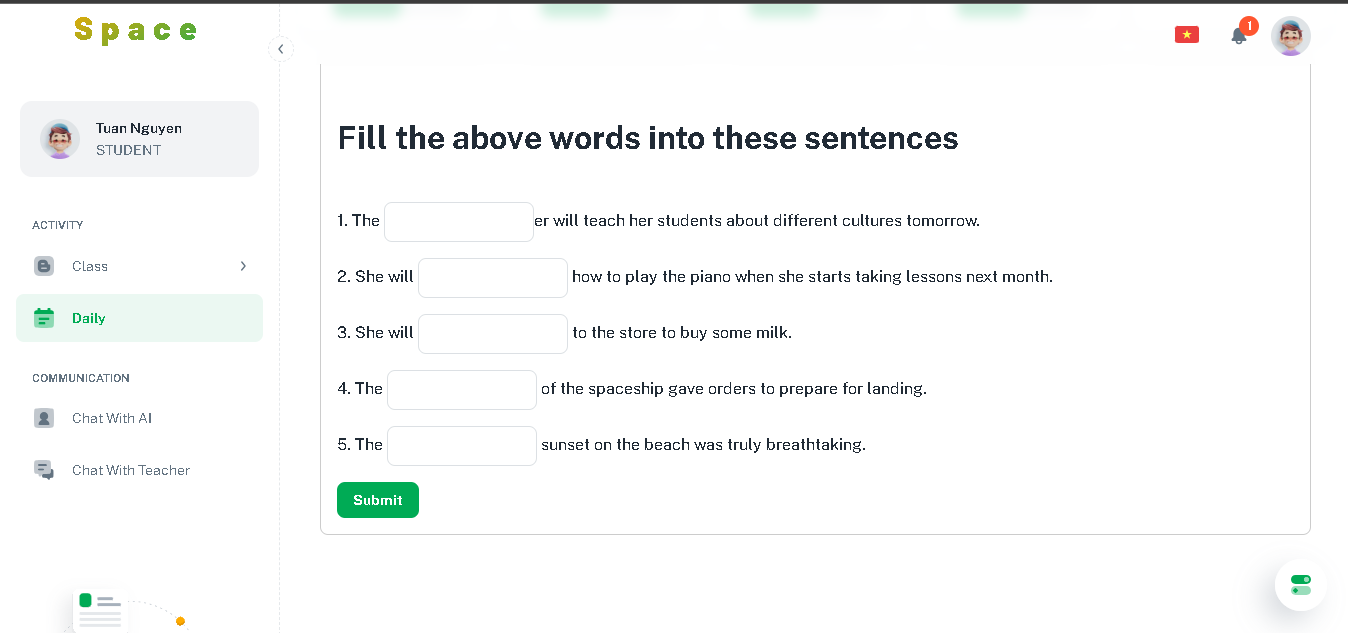 Space
1
Tuan Nguyen
STUDENT
ACTIVITY
Class
Daily
COMMUNICATION
Chat With AI
Chat With Teacher
Fill the above words into these sentences
1. The er will teach her students about different cultures tomorrow.
2. She will how to play the piano when she starts taking lessons next month.
3. She will to the store to buy some milk.
4. The of the spaceship gave orders to prepare for landing.
5. The sunset on the beach was truly breathtaking.
Submit